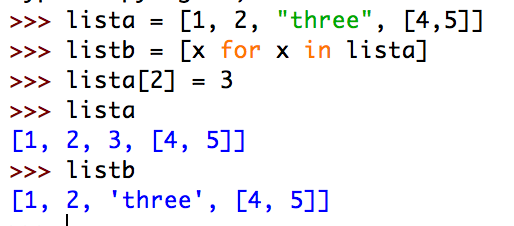 >>> lista = [1, 2, "three", [4,5]]
>>> listb = [x for x in lista]
>>> lista[2] = 3
>>> lista
[1, 2, 3, [4, 5]]
>>> listb
[1, 2, 'three', [4, 5]]